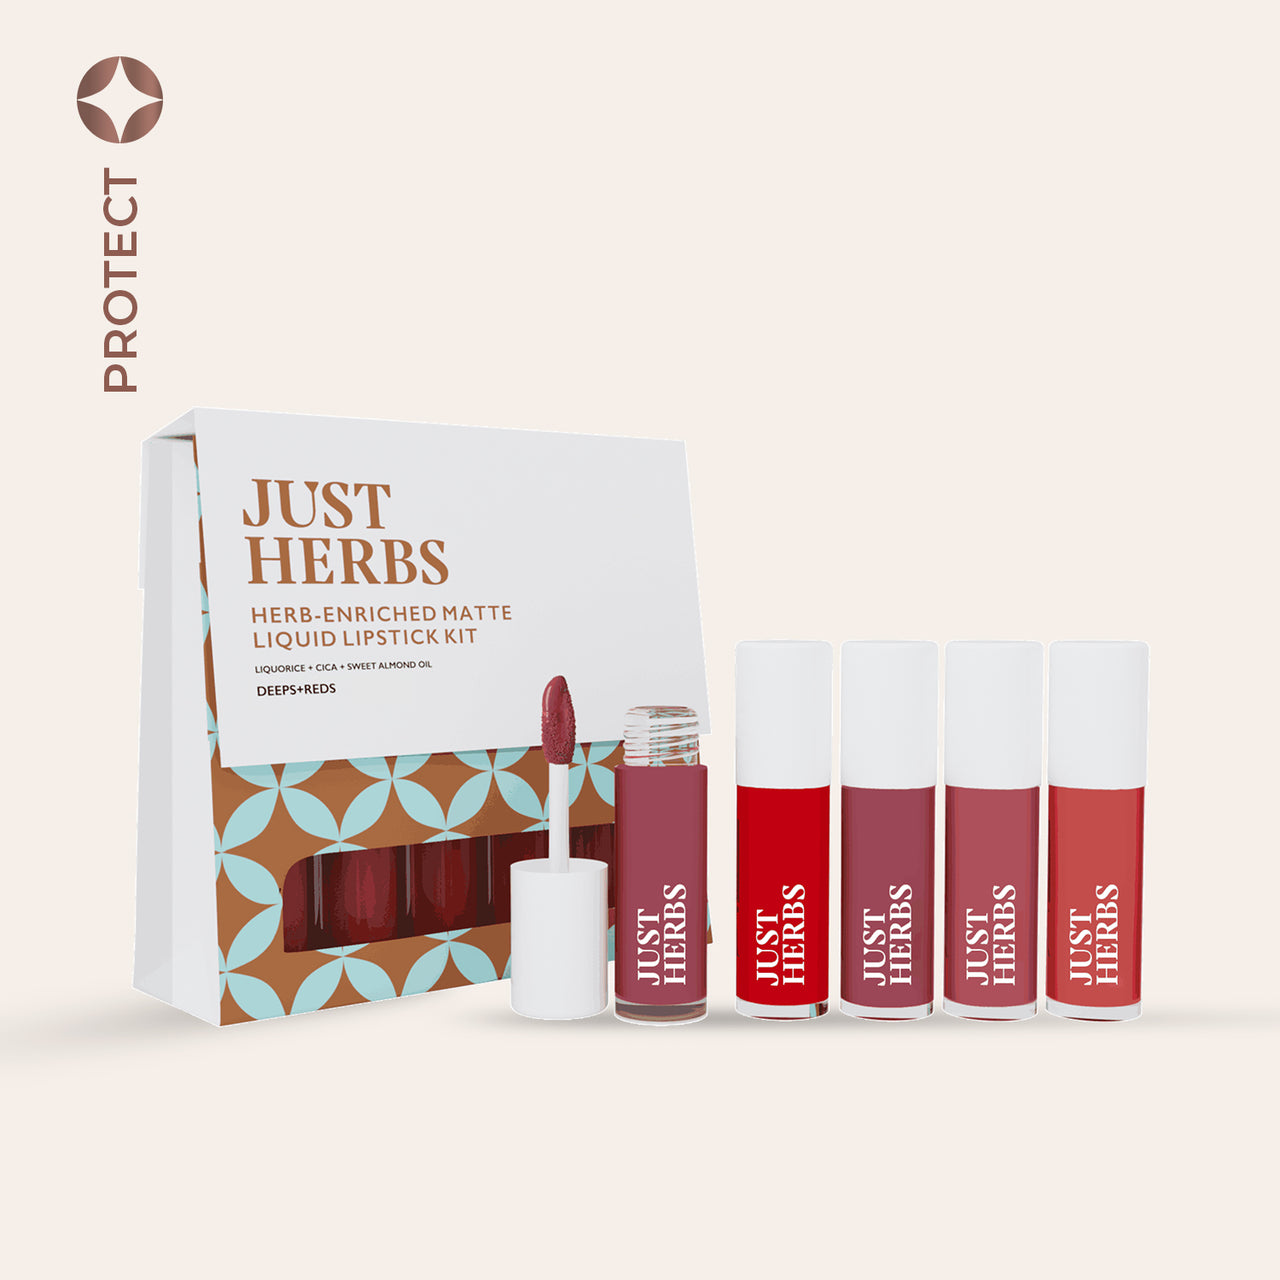 PROTECT
JUST
HERBS
HERB-ENRICHED MATTE
LIQUID LIPSTICK KIT
LIQUORICE + CICA + SWEET ALMOND OIL
DEEPS+REDS
JUST
HERBS
JUST
HERBS
JUST
HERBS
JUST
HERBS
JUST
HERBS